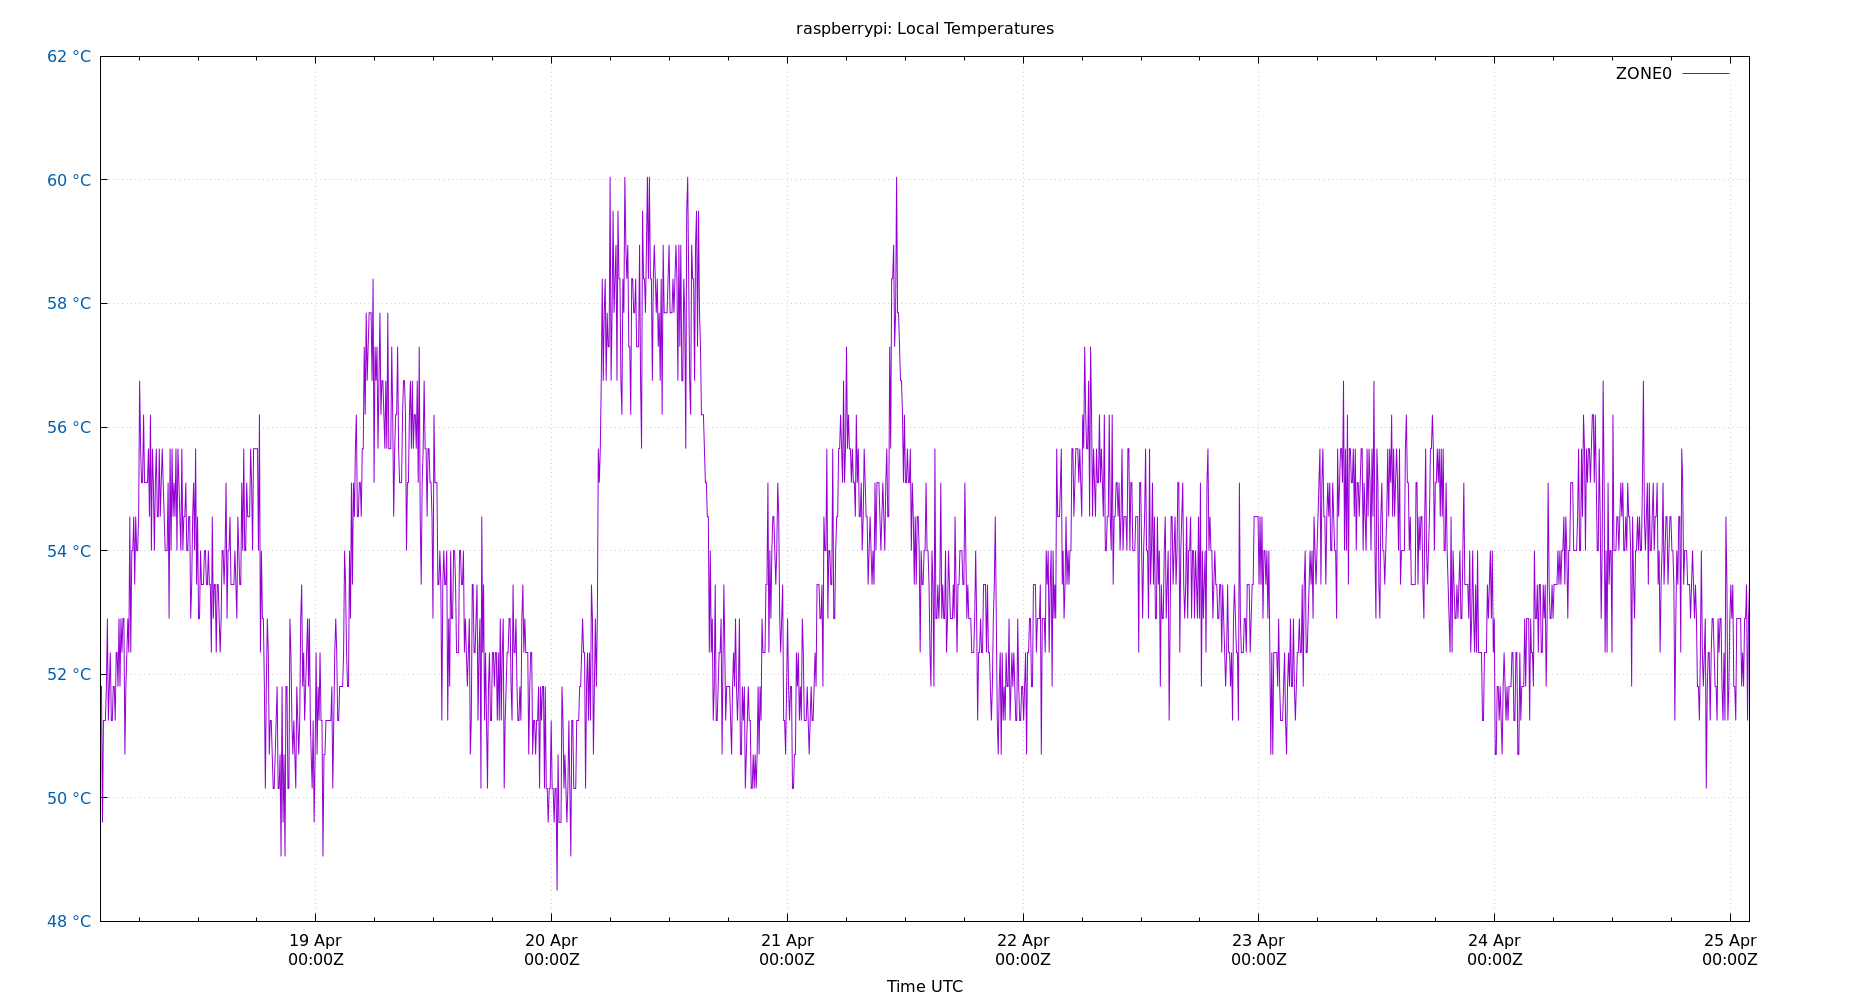 raspberrypi: Local Temperatures
62 °C
ZONE0
60 °C
58 °C
56 °C
54 °C
52 °C
50 °C
48 °C
19 Apr 20 Apr 21 Apr 22 Apr 23 Apr 24 Apr 25 Apr
00:00Z 00:00Z 00:00Z 00:00Z 00:00Z 00:00Z 00:00Z
Time UTC